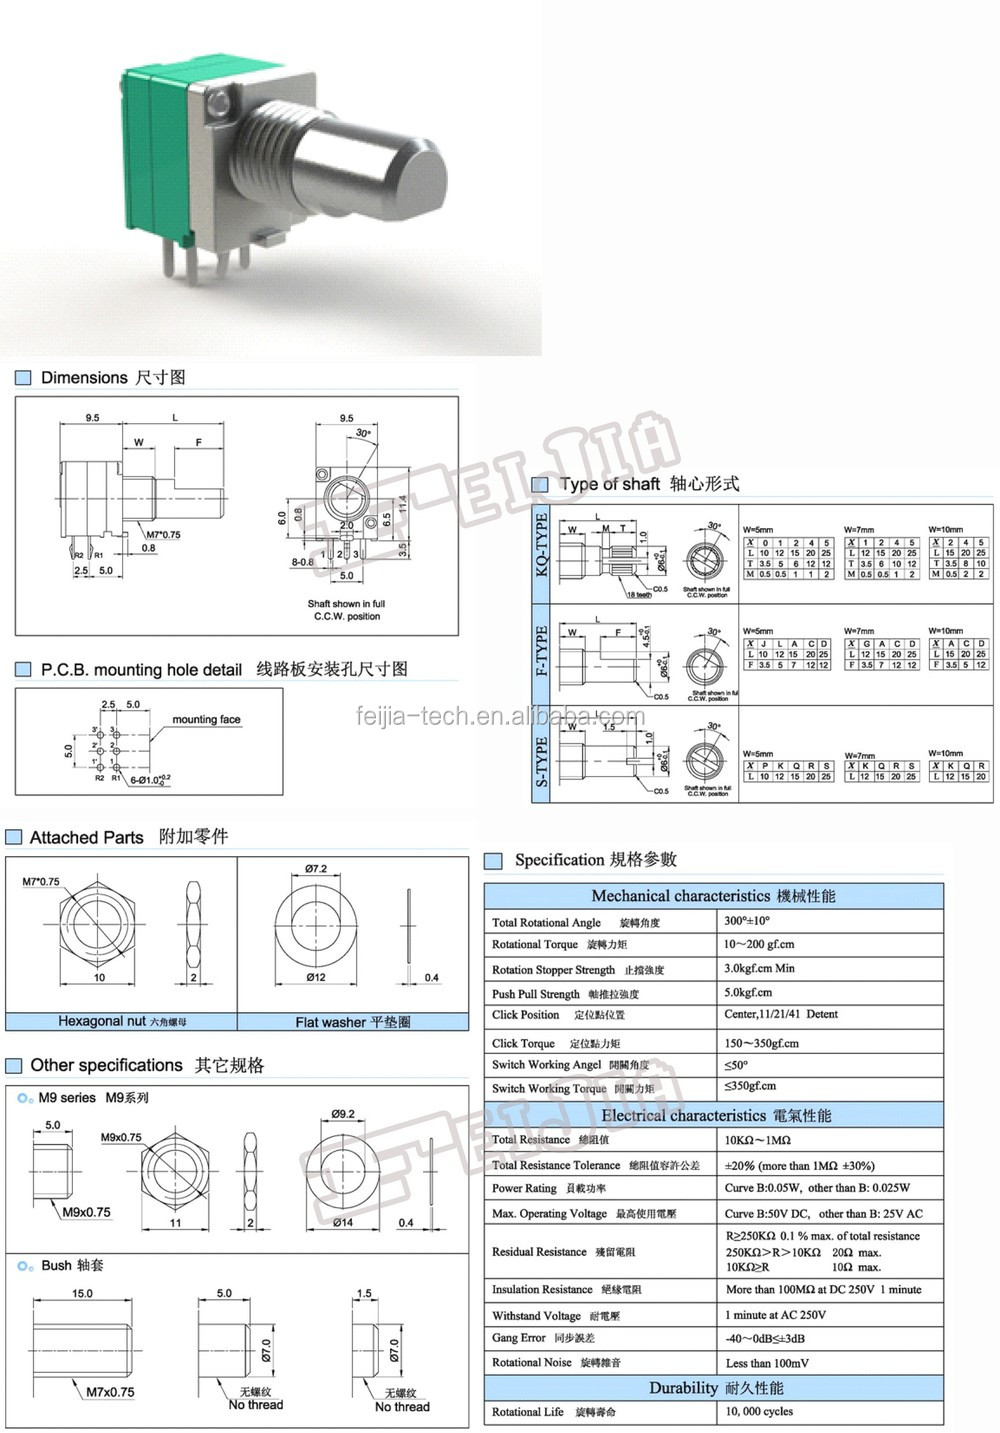 Dimensions 尺寸图
9.5
L
W
F
M7*0.75
0.8
R2
R1
2.5
5.0
9.5
30°
6.0
0.8
2.0
6.5
11.4
3.5
1
2
3
8-0.8
5.0
Shaft shown in full
C.C.W. position
FEIJIA
P.C.B. mounting hole detail 线路板安装孔尺寸图
2.5
5.0
mounting face
3'
3
2'
2
1'
1
5.0
R2
R1
6-Ø1.0
Type of shaft 轴心形式
KQ-TYPE
L
W
M
T
1.0
18 teeth
C0.5
30°
Shaft shown in full
C.C.W. position
W=5mm
X 0 1 2 4 5
L 10 12 15 20 25
T 3.5 5 6 12 12
M 0.5 0.5 1 1 2
W=7mm
X 1 2 4 5
L 12 15 20 25
T 3.5 6 10 12
M 0.5 0.5 1 2
W=10mm
X 2 4 5
L 15 20 25
T 3.5 8 10
M 0.5 2 2
F-TYPE
L
W
F
C0.5
30°
Shaft shown in ful
C.C.W. position
W=5mm
X J L A C D
L 10 12 15 20 25
F 3.5 5 7 12 12
W=7mm
X G A C D
L 12 15 20 25
F 3.5 7 12 12
W=10mm
X A C D
L 15 20 25
F 3.5 12 12
feijia-tech.en.alibaba.com
S-TYPE
L
W
1.5
1.0
C0.5
30°
Shaft shown in full
C.C.W. position
W=5mm
X P K Q R S
L 10 12 15 20 25
W=7mm
X K Q R S
L 12 15 20 25
W=10mm
X K Q R
L 12 15 20
Attached Parts 附加零件
M7*0.75
10
2
Hexagonal nut 六角螺母
Ø7.2
Ø12
0.4
Flat washer 平垫圈
Other specifications 其它规格
M9 series M9系列
5.0
M9x0.75
M9x0.75
11
2
Ø9.2
Ø14
0.4
FEIJIA
Bush 轴套
15.0
M7x0.75
5.0
Ø7.0
无螺纹
No thread
1.5
Ø7.0
无螺纹
No thread
Specification 規格參數
Mechanical characteristics 機械性能
Total Rotational Angle 旋轉角度 300°±10°
Rotational Torque 旋轉力矩 10～200 gf.cm
Rotation Stopper Strength 止擋強度 3.0kgf.cm Min
Push Pull Strength 軸推拉強度 5.0kgf.cm
Click Position 定位點位置 Center,11/21/41 Detent
Click Torque 定位點力矩 150～350gf.cm
Switch Working Angel 開關角度 ≤50°
Switch Working Torque 開關力矩 ≤350gf.cm
Electrical characteristics 電氣性能
Total Resistance 總阻值 10KΩ～1MΩ
Total Resistance Tolerance 總阻值容許公差 ±20% (more than 1MΩ ±30%)
Power Rating 負載功率 Curve B:0.05W, other than B: 0.025W
Max. Operating Voltage 最高使用電壓 Curve B:50V DC, other than B: 25V AC
Residual Resistance 殘留電阻 R≥250KΩ 0.1 % max. of total resistance
250KΩ＞R＞10KΩ 20Ω max.
10KΩ≥R 10Ω max.
Insulation Resistance 絕緣電阻 More than 100MΩ at DC 250V 1 minute
Withstand Voltage 耐電壓 1 minute at AC 250V
Gang Error 同步誤差 -40～0dB≤±3dB
Rotational Noise 旋轉雜音 Less than 100mV
Durability 耐久性能
Rotational Life 旋轉壽命 10, 000 cycles